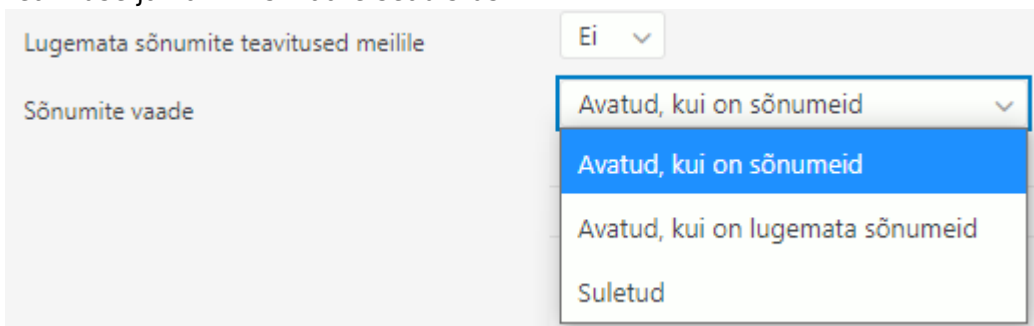 Lugemata sõnumite teavitused meilile
Ei
Sõnumite vaade
Avatud, kui on sõnumeid
Avatud, kui on sõnumeid
Avatud, kui on lugemata sõnumeid
Suletud